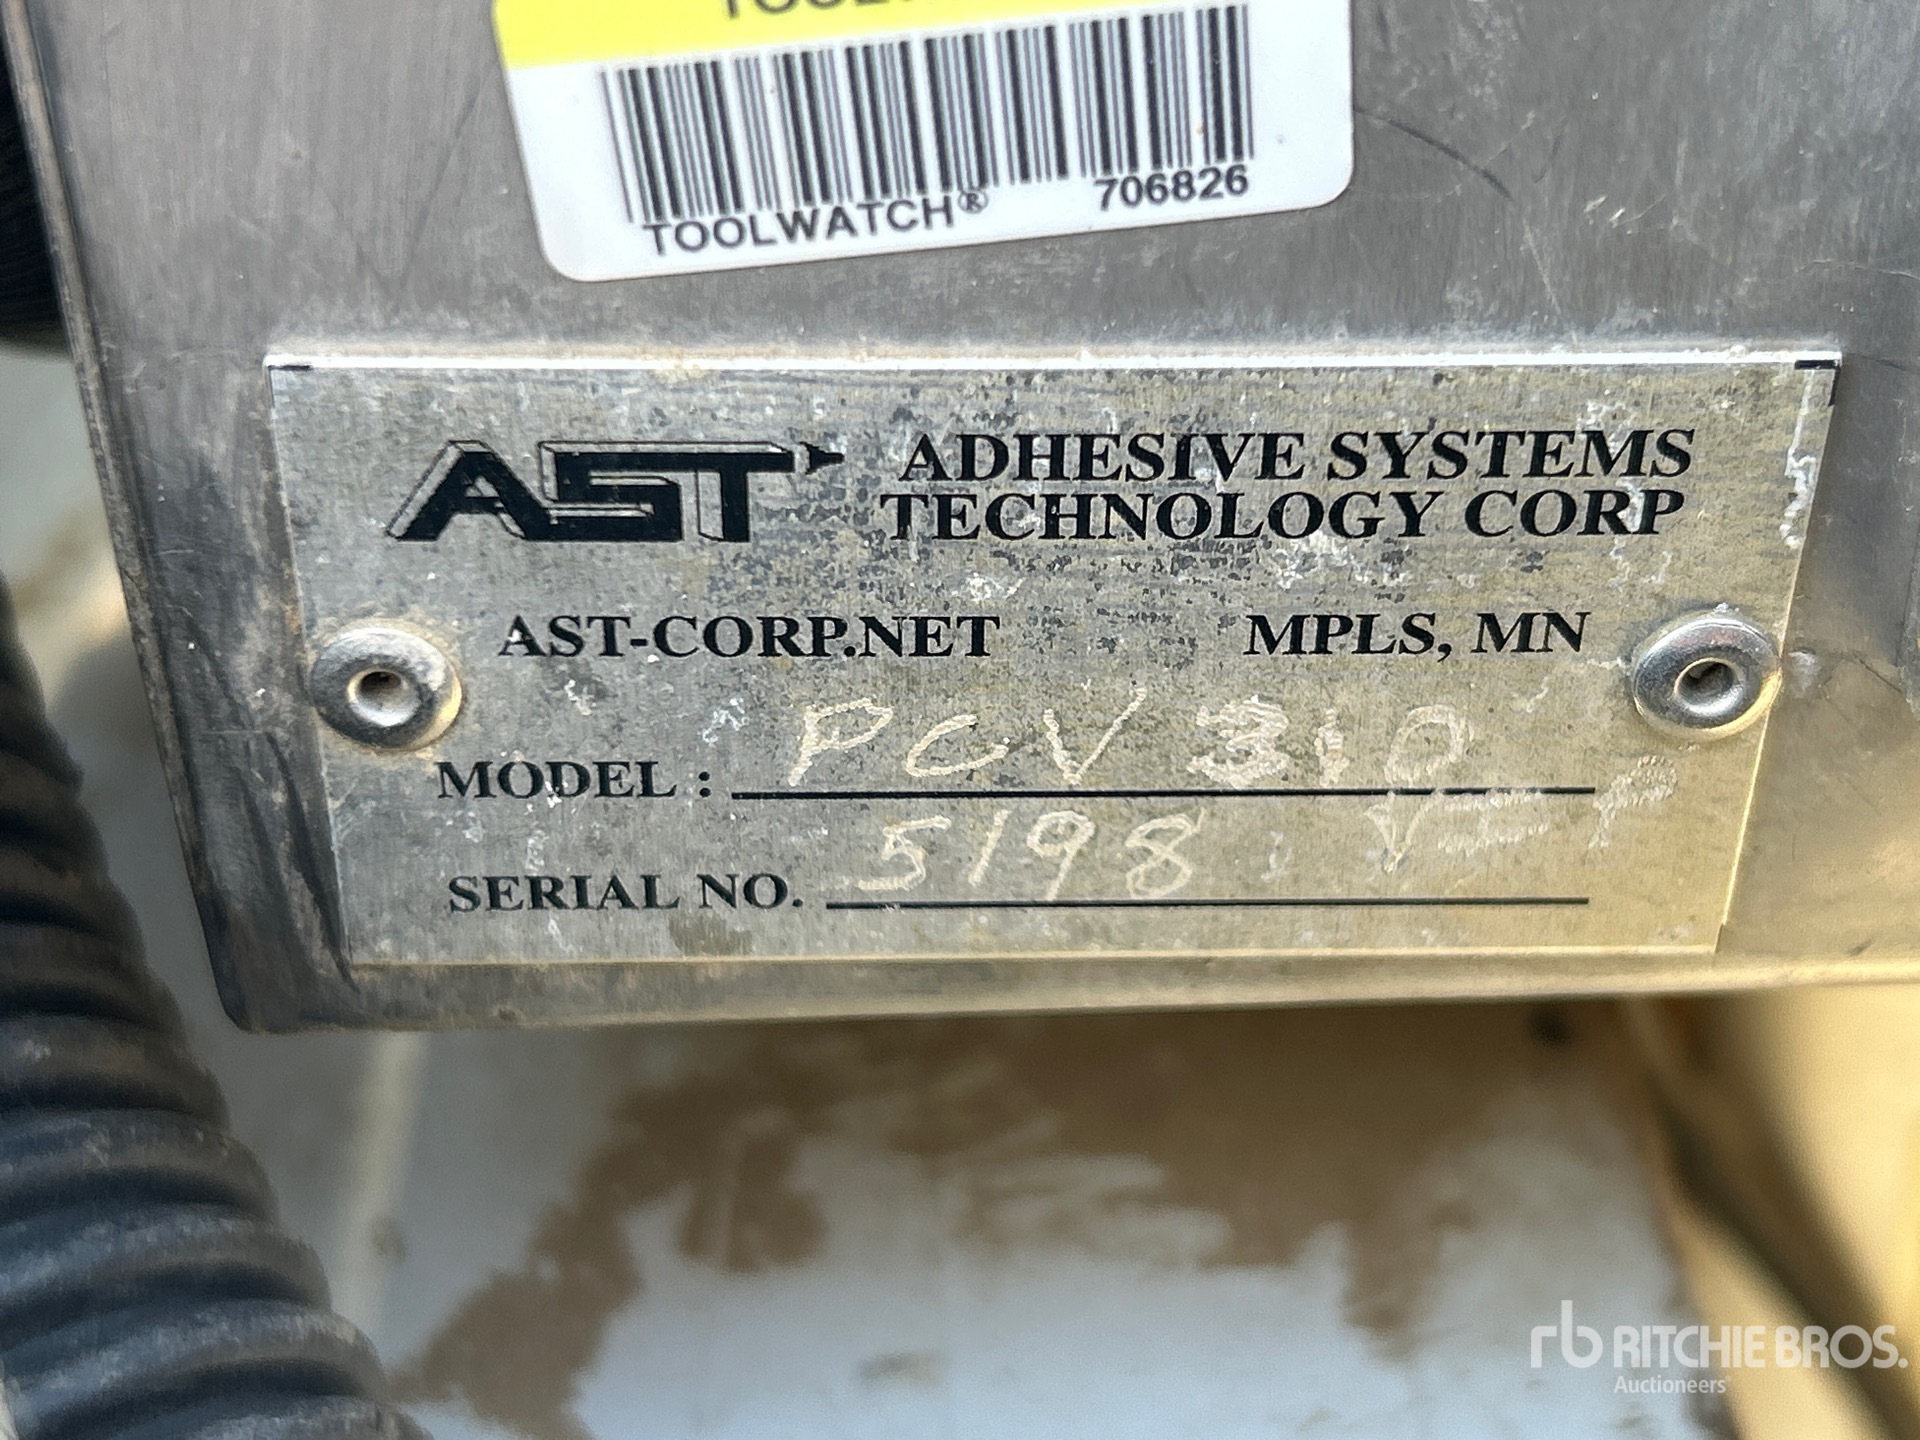 TOOLWATCH® 706826
AST ADHESIVE SYSTEMS
TECHNOLOGY CORP
AST-CORP.NET MPLS, MN
MODEL : PCV 310
SERIAL NO. 5198
rb RITCHIE BROS.
Auctioneers